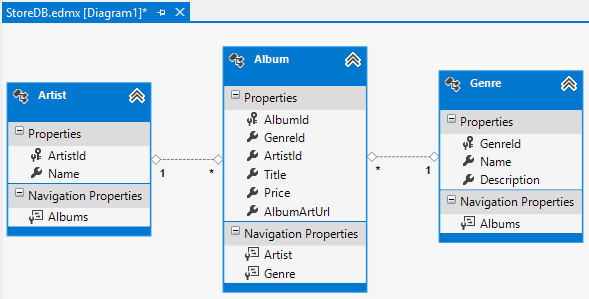 StoreDB.edmx [Diagram1]*
Artist
Properties
ArtistId
Name
Navigation Properties
Albums
1
*
Album
Properties
AlbumId
GenreId
ArtistId
Title
Price
AlbumArtUrl
Navigation Properties
Artist
Genre
*
1
Genre
Properties
GenreId
Name
Description
Navigation Properties
Albums